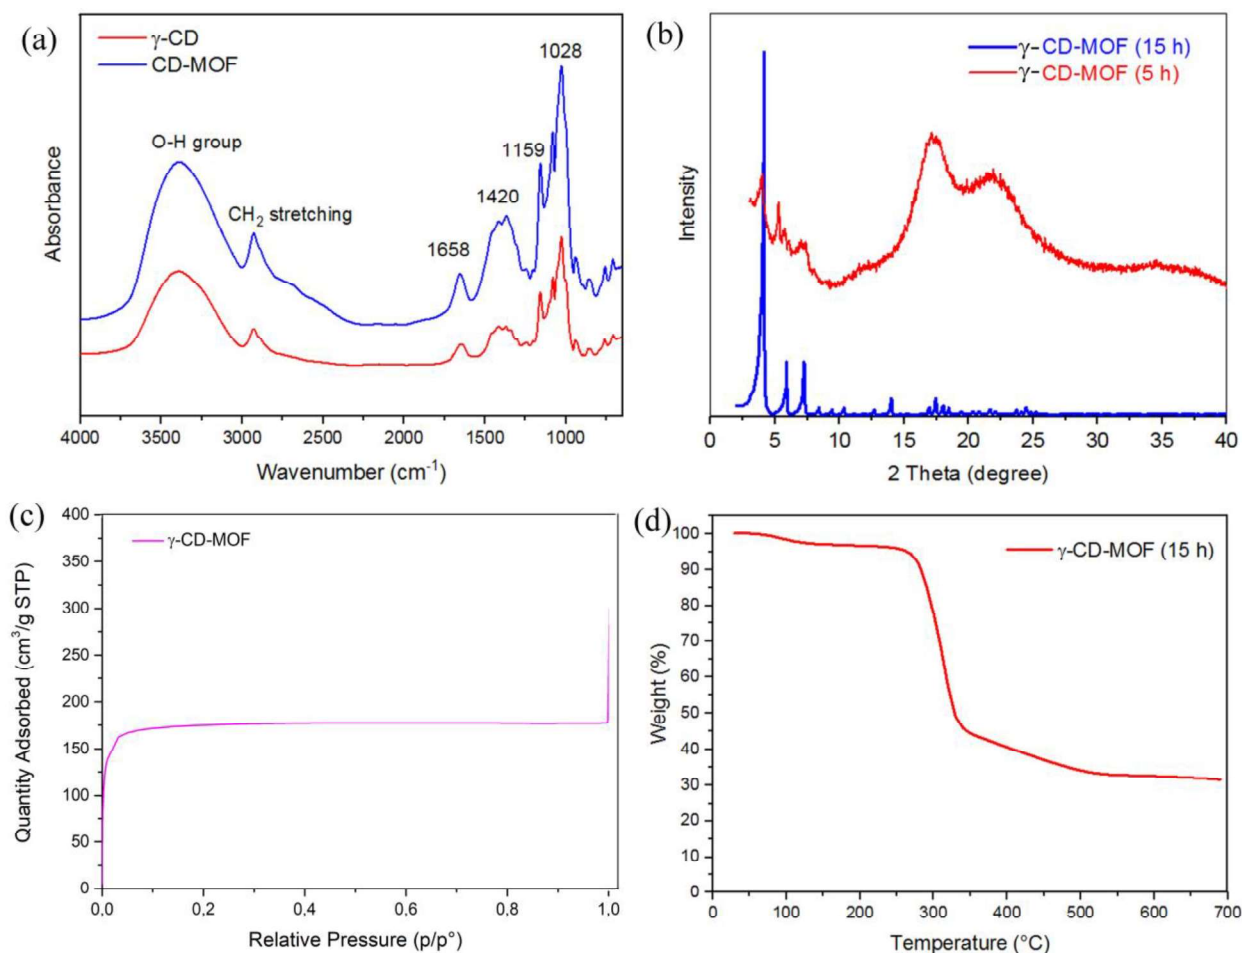 (a)
γ-CD
CD-MOF
O-H group
CH₂ stretching
1658
1420
1159
1028
Absorbance
4000 3500 3000 2500 2000 1500 1000
Wavenumber (cm⁻¹)
(b)
γ-CD-MOF (15 h)
γ-CD-MOF (5 h)
Intensity
0 5 10 15 20 25 30 35 40
2 Theta (degree)
(c)
γ-CD-MOF
Quantity Adsorbed (cm³/g STP)
400
350
300
250
200
150
100
50
0
0.0 0.2 0.4 0.6 0.8 1.0
Relative Pressure (p/p°)
(d)
γ-CD-MOF (15 h)
Weight (%)
100
90
80
70
60
50
40
30
20
10
0
0 100 200 300 400 500 600 700
Temperature (°C)